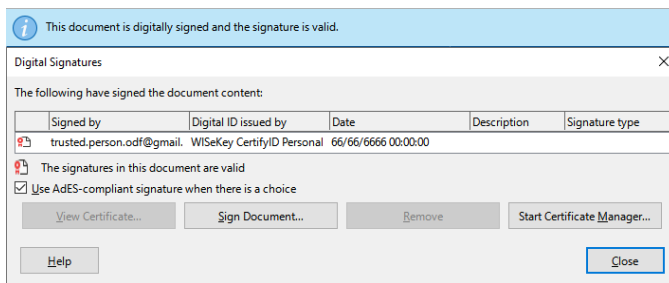 This document is digitally signed and the signature is valid.
Digital Signatures
The following have signed the document content:
Signed by Digital ID issued by Date Description Signature type
trusted.person.odf@gmail. WISeKey CertifyID Personal 66/66/6666 00:00:00
The signatures in this document are valid
Use AdES-compliant signature when there is a choice
View Certificate... Sign Document... Remove Start Certificate Manager...
Help Close